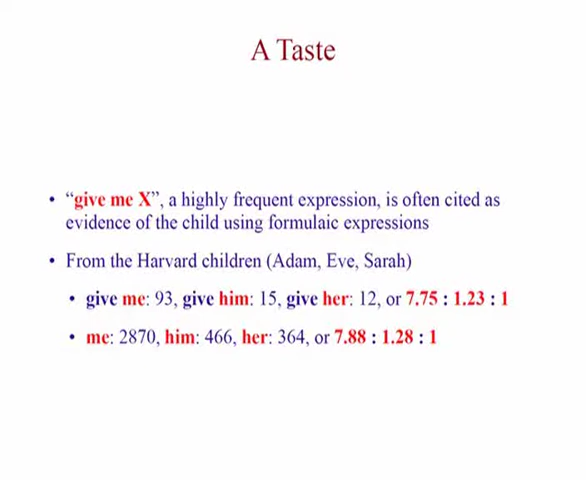 A Taste
• “give me X”, a highly frequent expression, is often cited as
evidence of the child using formulaic expressions
• From the Harvard children (Adam, Eve, Sarah)
• give me: 93, give him: 15, give her: 12, or 7.75 : 1.23 : 1
• me: 2870, him: 466, her: 364, or 7.88 : 1.28 : 1